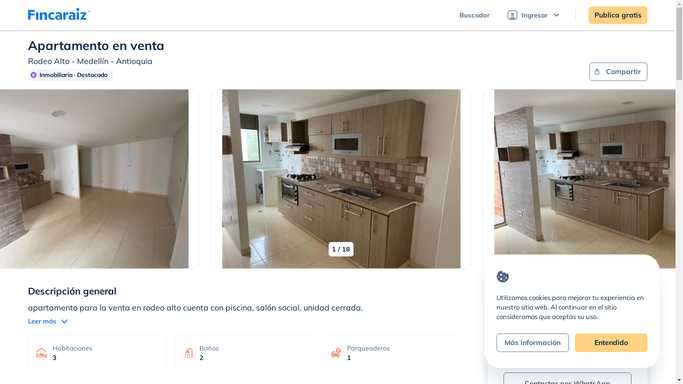 Fincaraiz
Buscador
Ingresar
Publica gratis
Apartamento en venta
Rodeo Alto - Medellín - Antioquia
Inmobiliaria · Destacado
Compartir
1 / 18
Descripción general
apartamento para la venta en rodeo alto cuenta con piscina, salón social, unidad cerrada.
Leer más
Habitaciones
3
Baños
2
Parqueaderos
1
Utilizamos cookies para mejorar tu experiencia en
nuestro sitio web. Al continuar en el sitio
consideramos que aceptas su uso.
Más información
Entendido
Contactar por WhatsApp